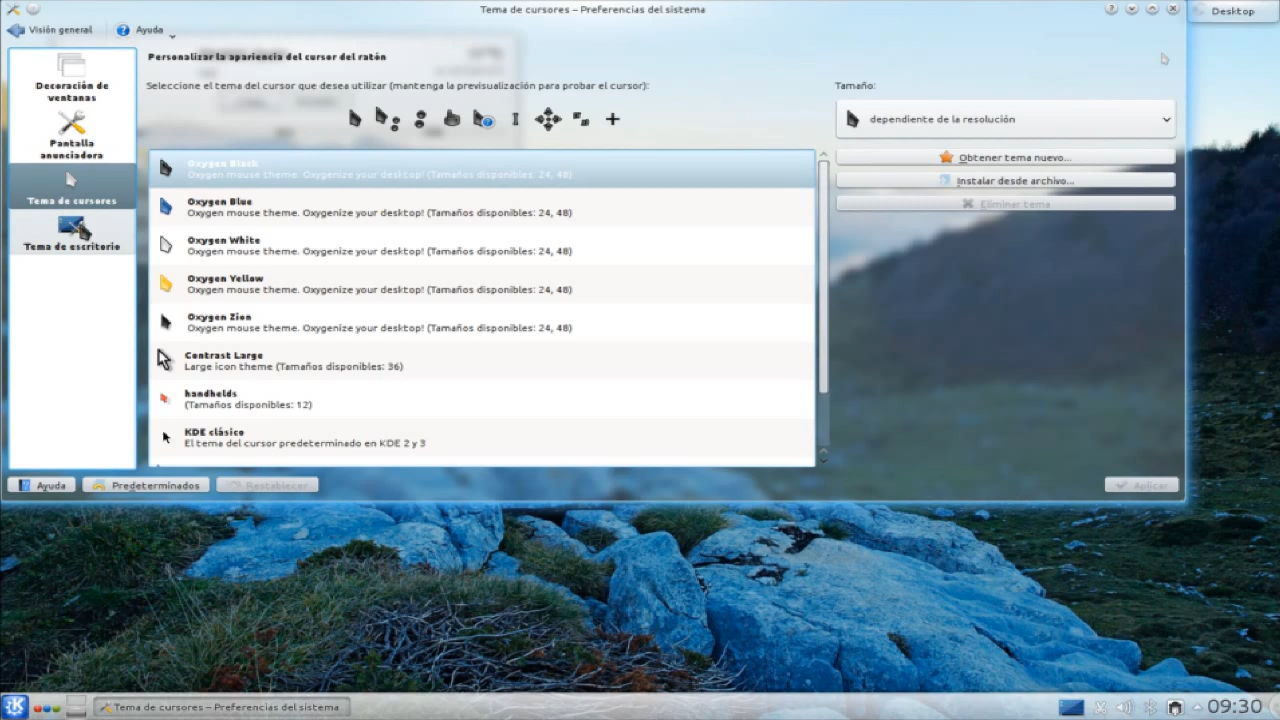 Tema de cursores – Preferencias del sistema
Desktop
Visión general
Ayuda
Personalizar la apariencia del cursor del ratón
Seleccione el tema del cursor que desea utilizar (mantenga la previsualización para probar el cursor):
Decoración de
ventanas
Pantalla
anunciadora
Tema de cursores
Tema de escritorio
Oxygen Black
Oxygen mouse theme. Oxygenize your desktop! (Tamaños disponibles: 24, 48)
Oxygen Blue
Oxygen mouse theme. Oxygenize your desktop! (Tamaños disponibles: 24, 48)
Oxygen White
Oxygen mouse theme. Oxygenize your desktop! (Tamaños disponibles: 24, 48)
Oxygen Yellow
Oxygen mouse theme. Oxygenize your desktop! (Tamaños disponibles: 24, 48)
Oxygen Zion
Oxygen mouse theme. Oxygenize your desktop! (Tamaños disponibles: 24, 48)
Contrast Large
Large icon theme (Tamaños disponibles: 36)
handhelds
(Tamaños disponibles: 12)
KDE clásico
El tema del cursor predeterminado en KDE 2 y 3
Tamaño:
dependiente de la resolución
Obtener tema nuevo...
Instalar desde archivo...
Eliminar tema
Ayuda
Predeterminados
Restablecer
Aplicar
Tema de cursores – Preferencias del sistema
09:30